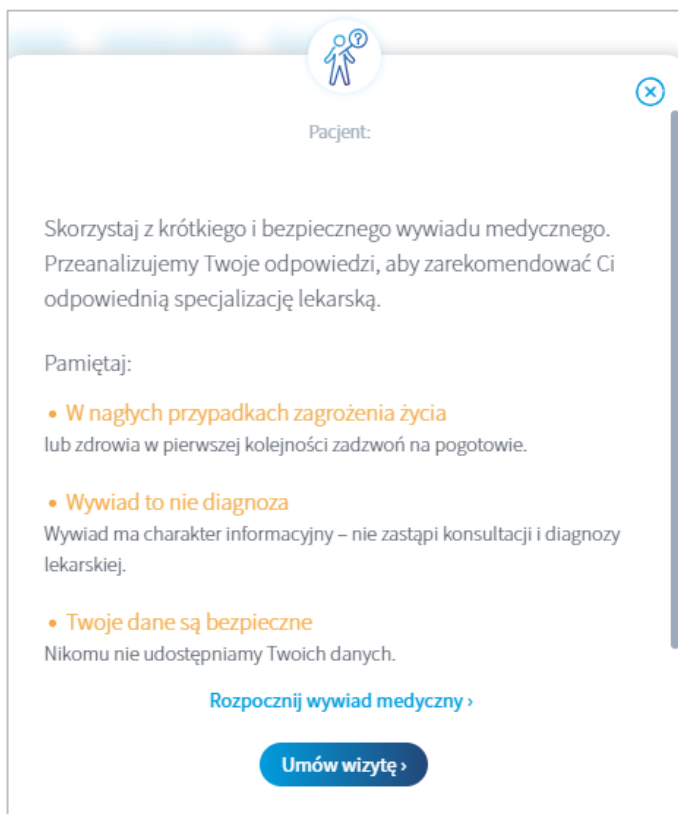 Pacjent:
Skorzystaj z krótkiego i bezpiecznego wywiadu medycznego.
Przeanalizujemy Twoje odpowiedzi, aby zarekomendować Ci
odpowiednią specjalizację lekarską.
Pamiętaj:
• W nagłych przypadkach zagrożenia życia
lub zdrowia w pierwszej kolejności zadzwoń na pogotowie.
• Wywiad to nie diagnoza
Wywiad ma charakter informacyjny – nie zastąpi konsultacji i diagnozy
lekarskiej.
• Twoje dane są bezpieczne
Nikomu nie udostępniamy Twoich danych.
Rozpocznij wywiad medyczny ›
Umów wizytę ›